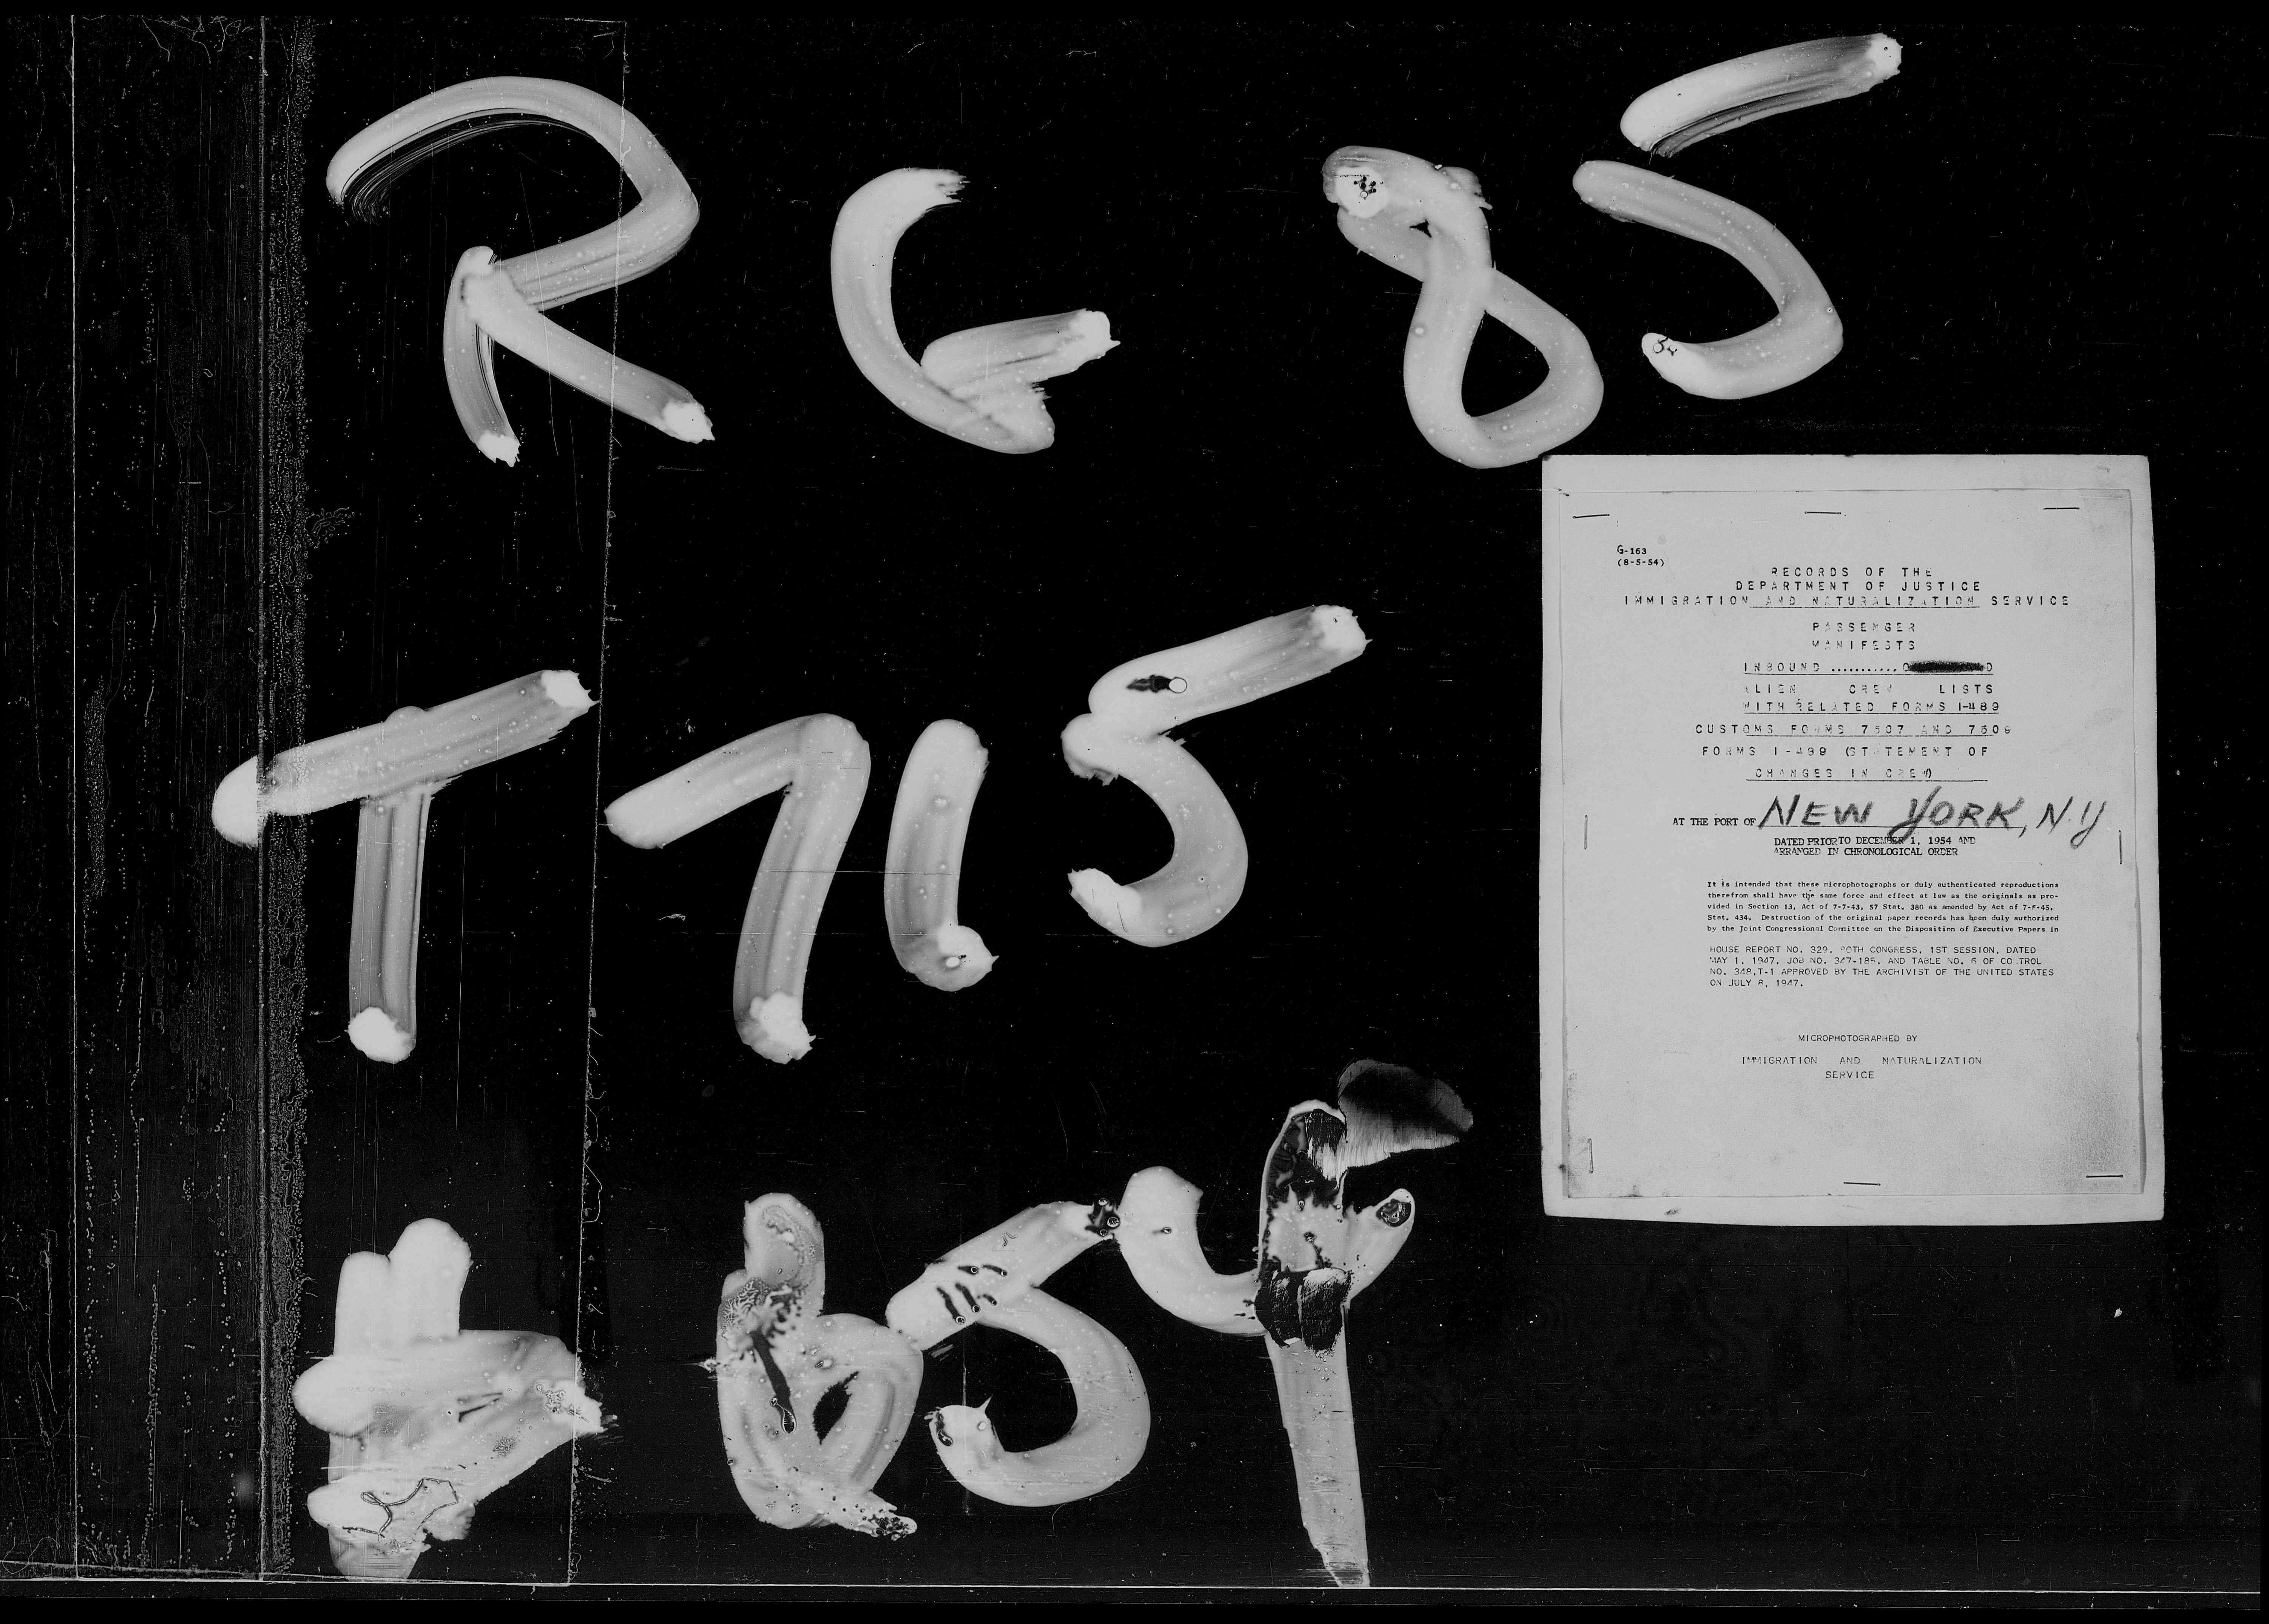 RG 85
T715
# 654
G-163
(8-5-54)
RECORDS OF THE
DEPARTMENT OF JUSTICE
IMMIGRATION AND NATURALIZATION SERVICE
PASSENGER
MANIFESTS
INBOUND ...........
ALIEN CREW LISTS
WITH RELATED FORMS I-489
CUSTOMS FORMS 7507 AND 7509
FORMS I-489 (STATEMENT OF
CHANGES IN CREW)
AT THE PORT OF NEW YORK, N.Y
DATED PRIOR TO DECEMBER 1, 1954 AND
ARRANGED IN CHRONOLOGICAL ORDER
It is intended that these microphotographs or duly authenticated reproductions
therefrom shall have the same force and effect at law as the originals as pro-
vided in Section 13, Act of 7-7-43, 57 Stat. 380 as amended by Act of
Stat. 434. Destruction of the original paper records has been duly authorized
by the Joint Congressional Committee on the Disposition of Executive Papers in
HOUSE REPORT NO. 329, 80TH CONGRESS, 1ST SESSION, DATED
MAY 1, 1947, JOB NO. 347-185, AND TABLE NO. 6 OF CONTROL
NO. 348,T-1 APPROVED BY THE ARCHIVIST OF THE UNITED STATES
ON JULY 8, 1947.
MICROPHOTOGRAPHED BY
IMMIGRATION AND NATURALIZATION
SERVICE